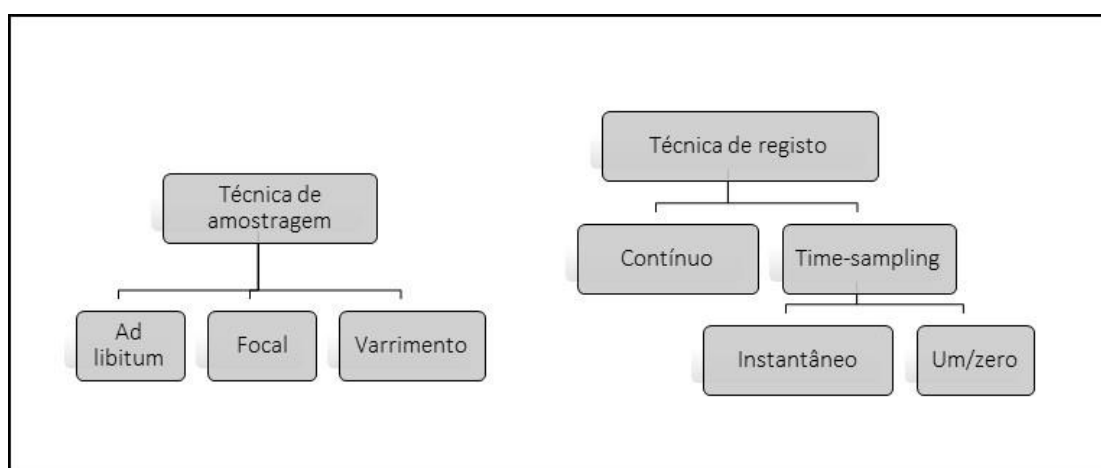 Técnica de
amostragem
Ad
libitum
Focal
Varrimento
Técnica de registo
Contínuo
Time-sampling
Instantâneo
Um/zero